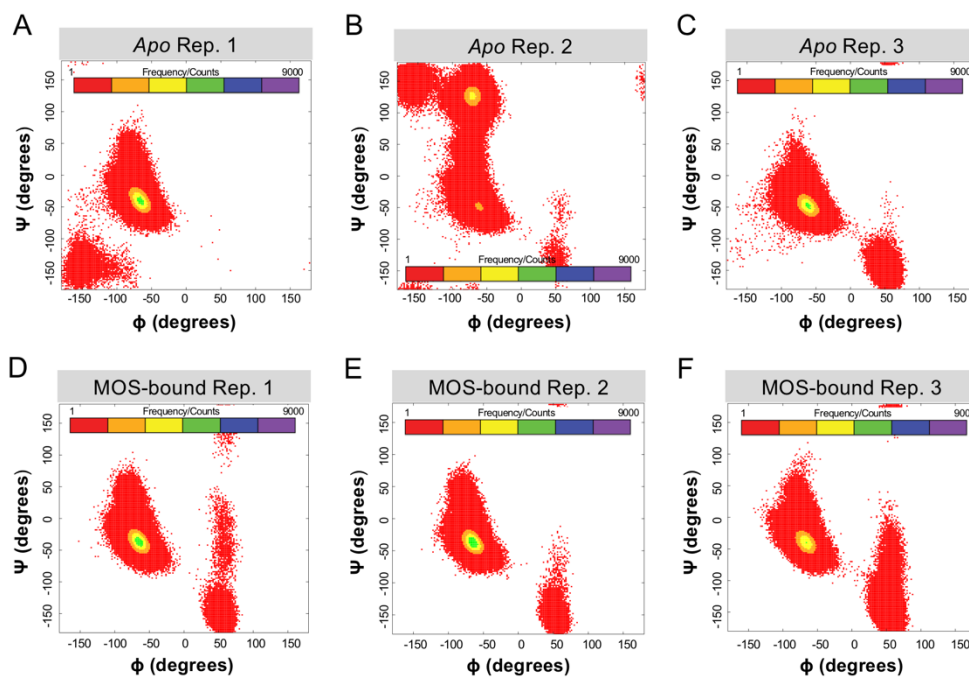 A
Apo Rep. 1
1 Frequency/Counts 9000
150
100
50
0
-50
-100
-150
Ψ (degrees)
-150 -100 -50 0 50 100 150
ϕ (degrees)
B
Apo Rep. 2
150
100
50
0
-50
-100
-150
Ψ (degrees)
1 Frequency/Counts 9000
-150 -100 -50 0 50 100 150
ϕ (degrees)
C
Apo Rep. 3
1 Frequency/Counts 9000
150
100
50
0
-50
-100
-150
Ψ (degrees)
-150 -100 -50 0 50 100 150
ϕ (degrees)
D
MOS-bound Rep. 1
1 Frequency/Counts 9000
150
100
50
0
-50
-100
-150
Ψ (degrees)
-150 -100 -50 0 50 100 150
ϕ (degrees)
E
MOS-bound Rep. 2
1 Frequency/Counts 9000
150
100
50
0
-50
-100
-150
Ψ (degrees)
-150 -100 -50 0 50 100 150
ϕ (degrees)
F
MOS-bound Rep. 3
1 Frequency/Counts 9000
150
100
50
0
-50
-100
-150
Ψ (degrees)
-150 -100 -50 0 50 100 150
ϕ (degrees)